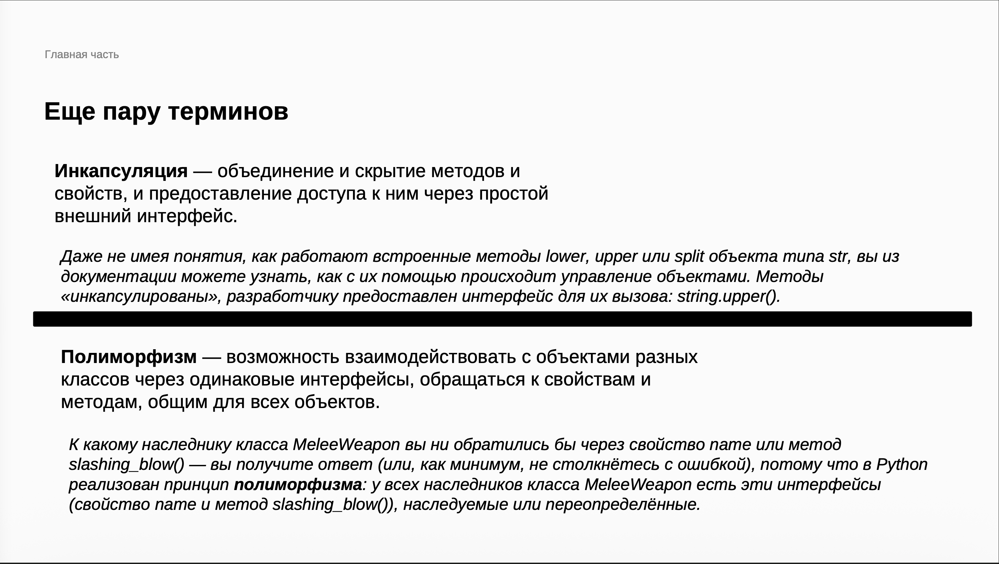 Главная часть
Еще пару терминов
Инкапсуляция — объединение и скрытие методов и
свойств, и предоставление доступа к ним через простой
внешний интерфейс.
Даже не имея понятия, как работают встроенные методы lower, upper или split объекта типа str, вы из
документации можете узнать, как с их помощью происходит управление объектами. Методы
«инкапсулированы», разработчику предоставлен интерфейс для их вызова: string.upper().
Полиморфизм — возможность взаимодействовать с объектами разных
классов через одинаковые интерфейсы, обращаться к свойствам и
методам, общим для всех объектов.
К какому наследнику класса MeleeWeapon вы ни обратились бы через свойство name или метод
slashing_blow() — вы получите ответ (или, как минимум, не столкнётесь с ошибкой), потому что в Python
реализован принцип полиморфизма: у всех наследников класса MeleeWeapon есть эти интерфейсы
(свойство name и метод slashing_blow()), наследуемые или переопределённые.